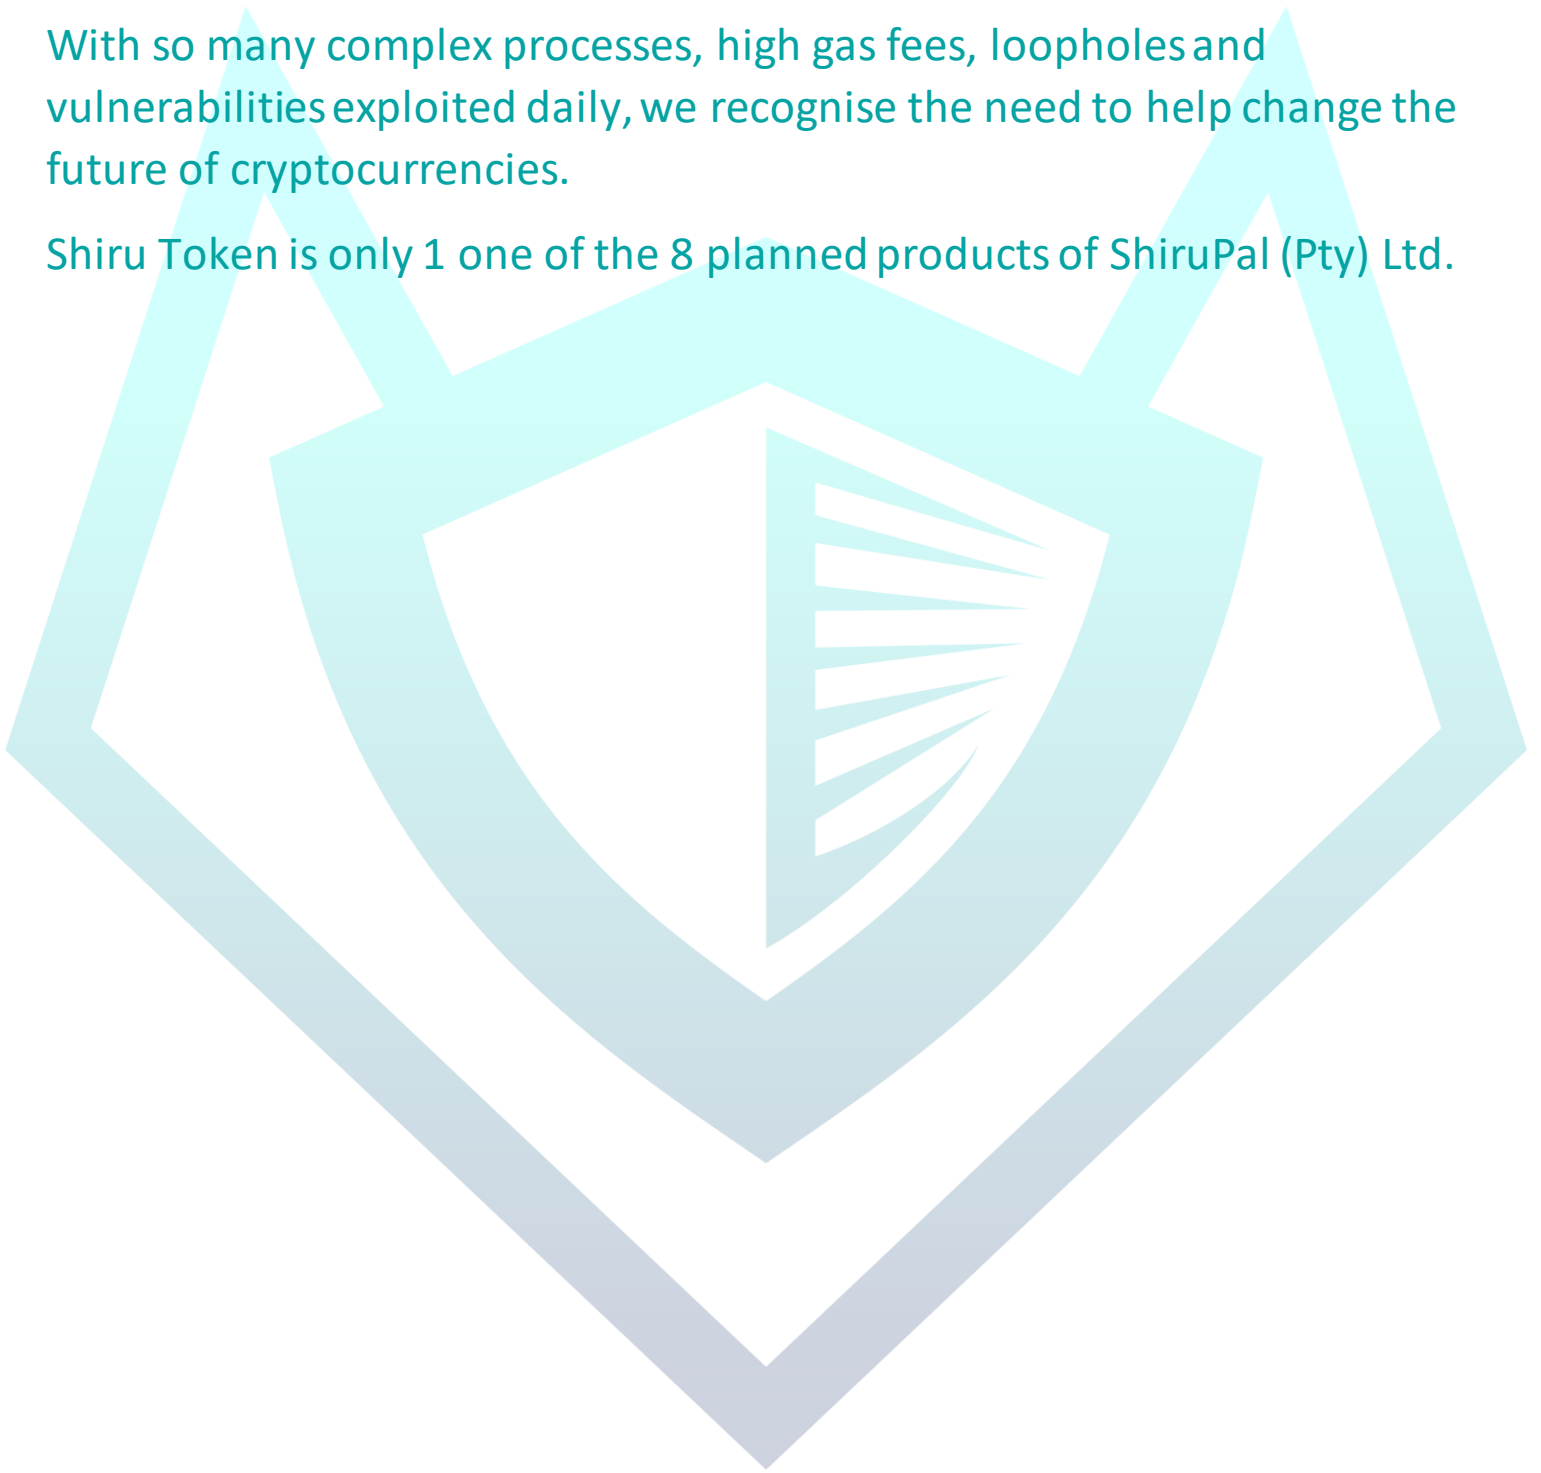 With so many complex processes, high gas fees, loopholes and
vulnerabilities exploited daily, we recognise the need to help change the
future of cryptocurrencies.
Shiru Token is only 1 one of the 8 planned products of ShiruPal (Pty) Ltd.